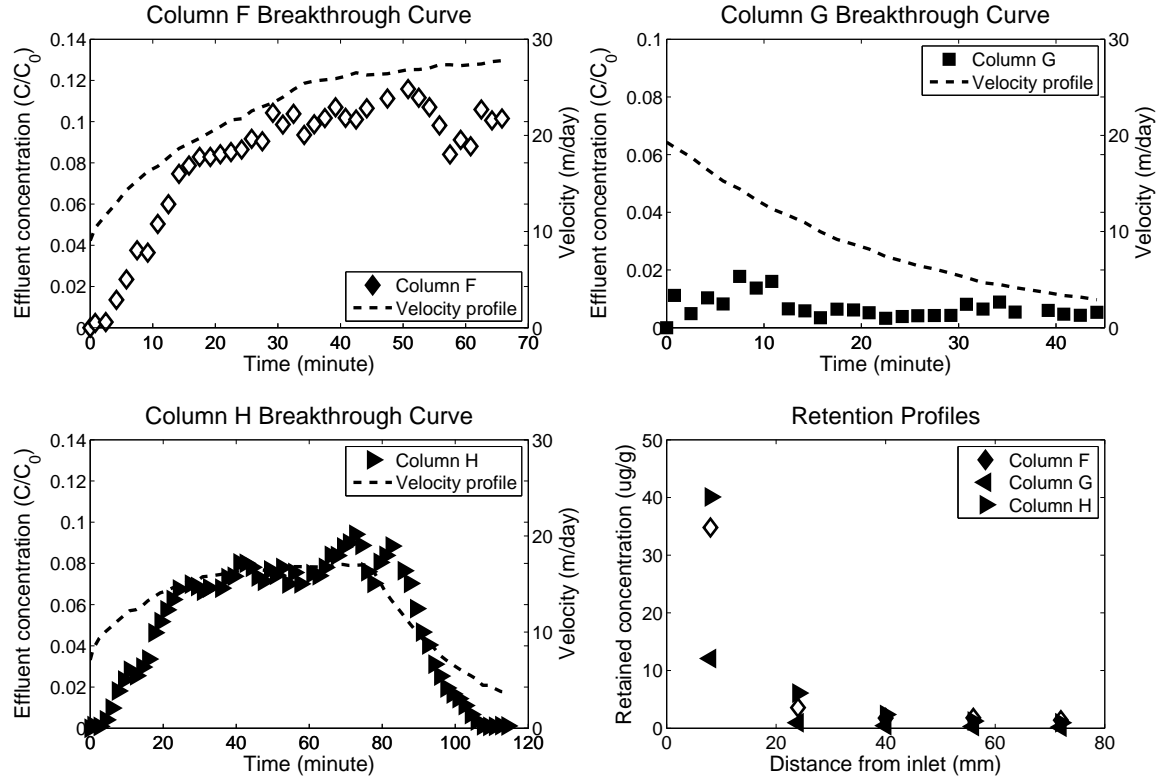 Column F Breakthrough Curve
Effluent concentration (C/C0)
0.14
0.12
0.1
0.08
0.06
0.04
0.02
0
30
20
10
0
Velocity (m/day)
Column F
Velocity profile
0 10 20 30 40 50 60 70
Time (minute)
Column G Breakthrough Curve
Effluent concentration (C/C0)
0.1
0.08
0.06
0.04
0.02
0
30
20
10
0
Velocity (m/day)
Column G
Velocity profile
0 10 20 30 40
Time (minute)
Column H Breakthrough Curve
Effluent concentration (C/C0)
0.14
0.12
0.1
0.08
0.06
0.04
0.02
0
30
20
10
0
Velocity (m/day)
Column H
Velocity profile
0 20 40 60 80 100 120
Time (minute)
Retention Profiles
Retained concentration (ug/g)
50
40
30
20
10
0
Column F
Column G
Column H
0 20 40 60 80
Distance from inlet (mm)